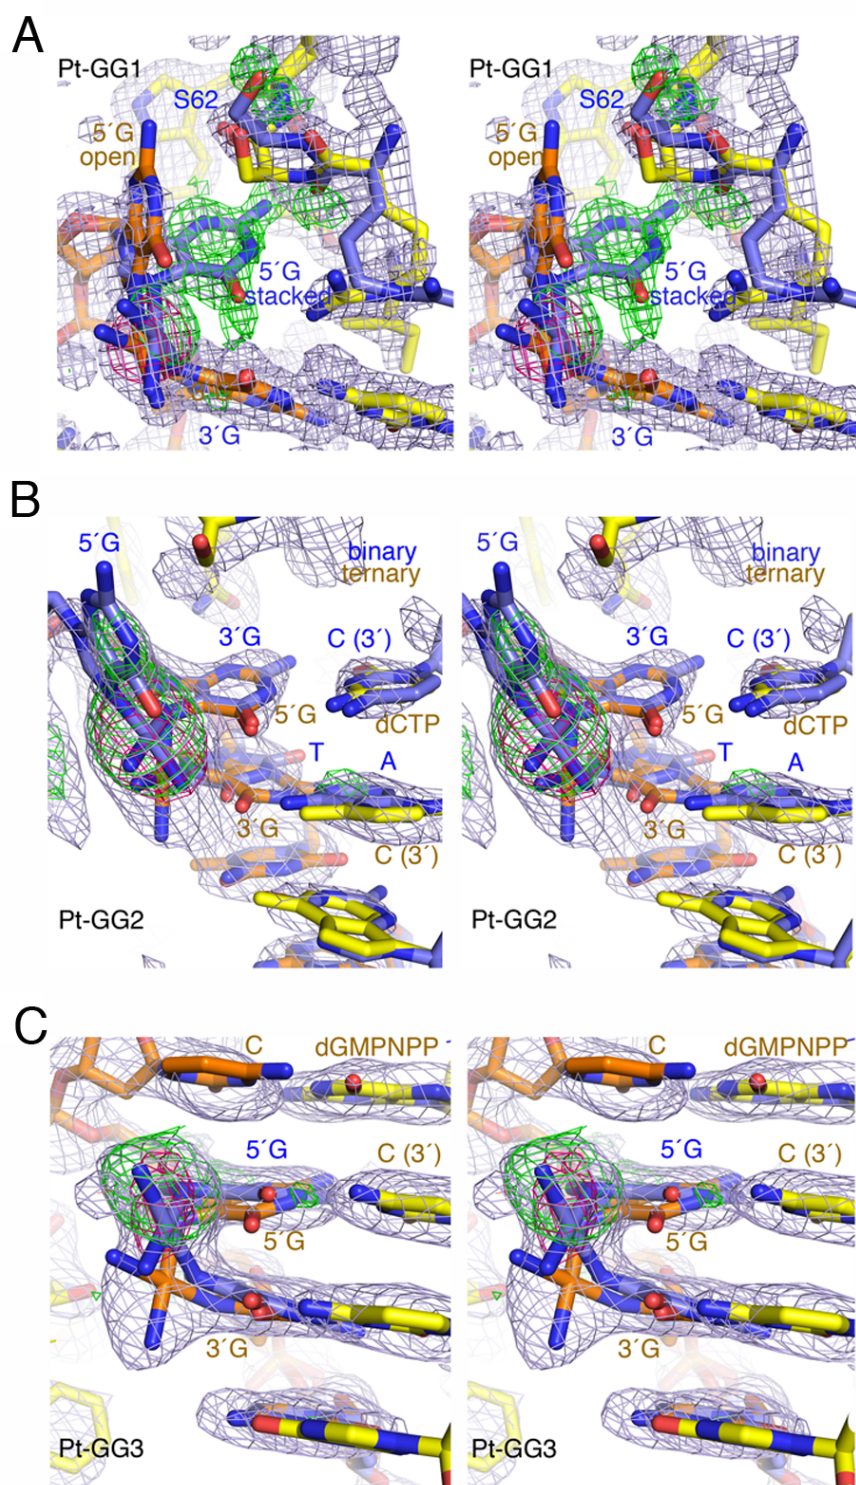 A
Pt-GG1
Pt-GG1
S62
S62
5´G
open
5´G
open
5´G
stacked
5´G
stacked
3´G
3´G
B
5´G
5´G
binary
ternary
binary
ternary
3´G
C (3´)
3´G
C (3´)
5´G
dCTP
5´G
dCTP
T
A
T
A
3´G
3´G
C (3´)
C (3´)
Pt-GG2
Pt-GG2
C
C
dGMPNPP
C
dGMPNPP
5´G
C (3´)
5´G
C (3´)
5´G
5´G
3´G
3´G
Pt-GG3
Pt-GG3